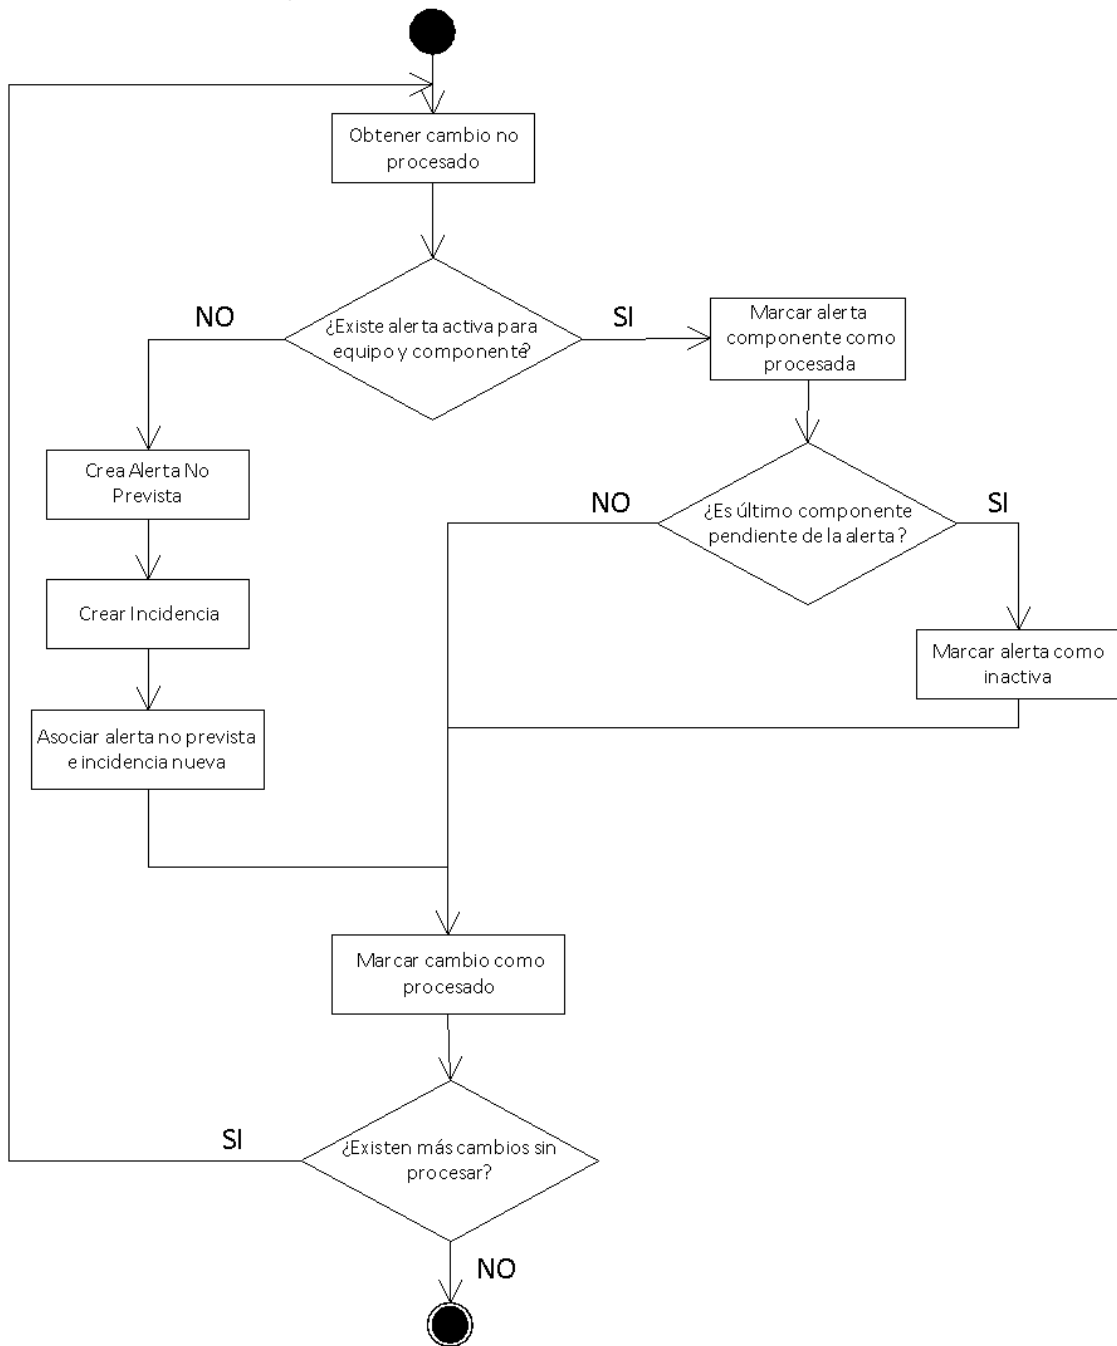 Obtener cambio no
procesado
¿Existe alerta activa para
equipo y componente?
NO
SI
Marcar alerta
componente como
procesada
Crea Alerta No
Prevista
¿Es último componente
pendiente de la alerta?
NO
SI
Crear Incidencia
Marcar alerta como
inactiva
Asociar alerta no prevista
e incidencia nueva
Marcar cambio como
procesado
¿Existen más cambios sin
procesar?
SI
NO